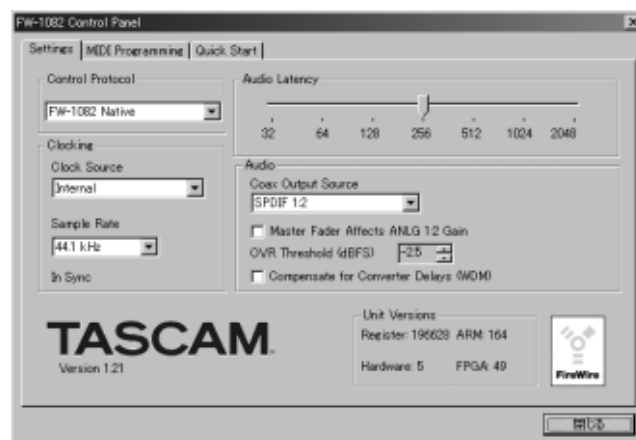 FW-1082 Control Panel
Settings
MIDI Programming
Quick Start
Control Protocol
FW-1082 Native
Audio Latency
32 64 128 256 512 1024 2048
Clocking
Clock Source
Internal
Sample Rate
44.1 kHz
In Sync
Audio
Coax Output Source
SPDIF 1:2
Master Fader Affects ANLG 1:2 Gain
OVR Threshold (dBFS) -2.5
Compensate for Converter Delays (WDM)
TASCAM
Version 1.21
Unit Versions
Register: 196628 ARM: 164
Hardware: 5 FPGA: 49
FireWire
閉じる